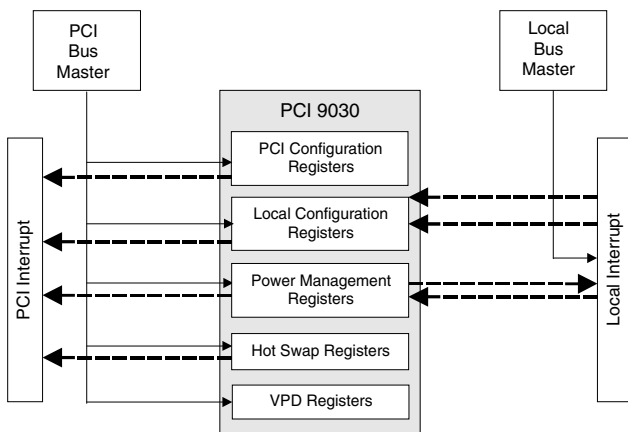 PCI
Bus
Master
Local
Bus
Master
PCI 9030
PCI Configuration
Registers
Local Configuration
Registers
Power Management
Registers
Hot Swap Registers
VPD Registers
PCI Interrupt
Local Interrupt